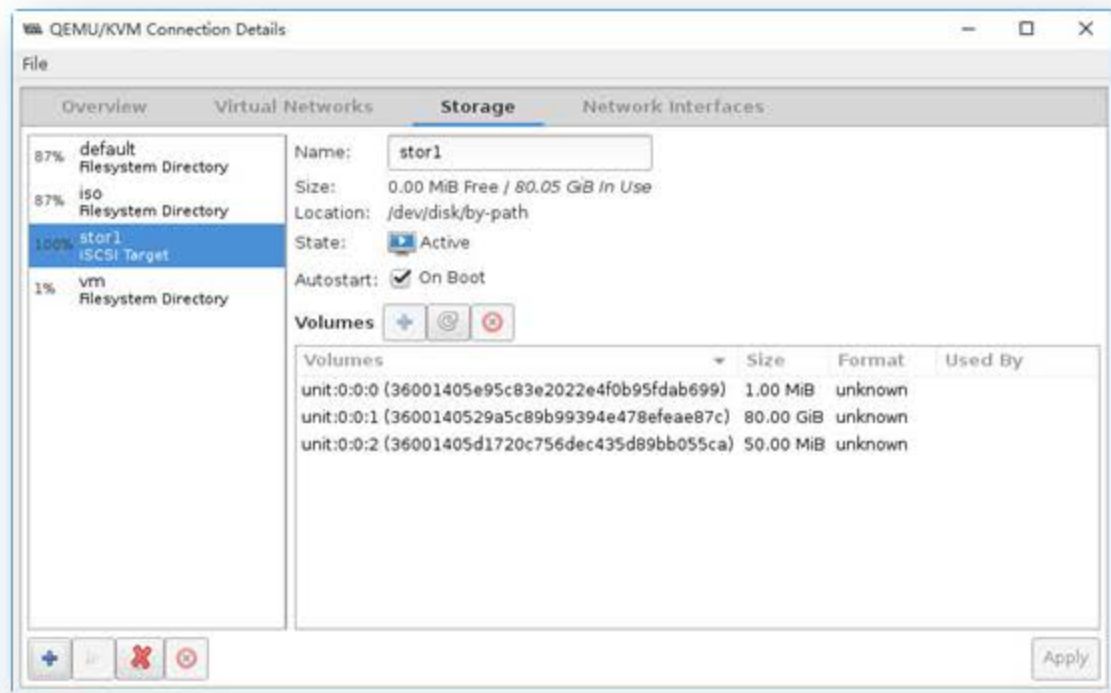 QEMU/KVM Connection Details
File
Overview Virtual Networks Storage Network Interfaces
87% default
Filesystem Directory
87% iso
Filesystem Directory
100% stor1
iSCSI Target
1% vm
Filesystem Directory
Name: stor1
Size: 0.00 MiB Free / 80.05 GiB In Use
Location: /dev/disk/by-path
State: Active
Autostart: On Boot
Volumes
Volumes Size Format Used By
unit:0:0:0 (36001405e95c83e2022e4f0b95fdab699) 1.00 MiB unknown
unit:0:0:1 (360014052​9a5c89b99394e478efeae87c) 80.00 GiB unknown
unit:0:0:2 (36001405d1720c756dec435d89bb055ca) 50.00 MiB unknown
Apply